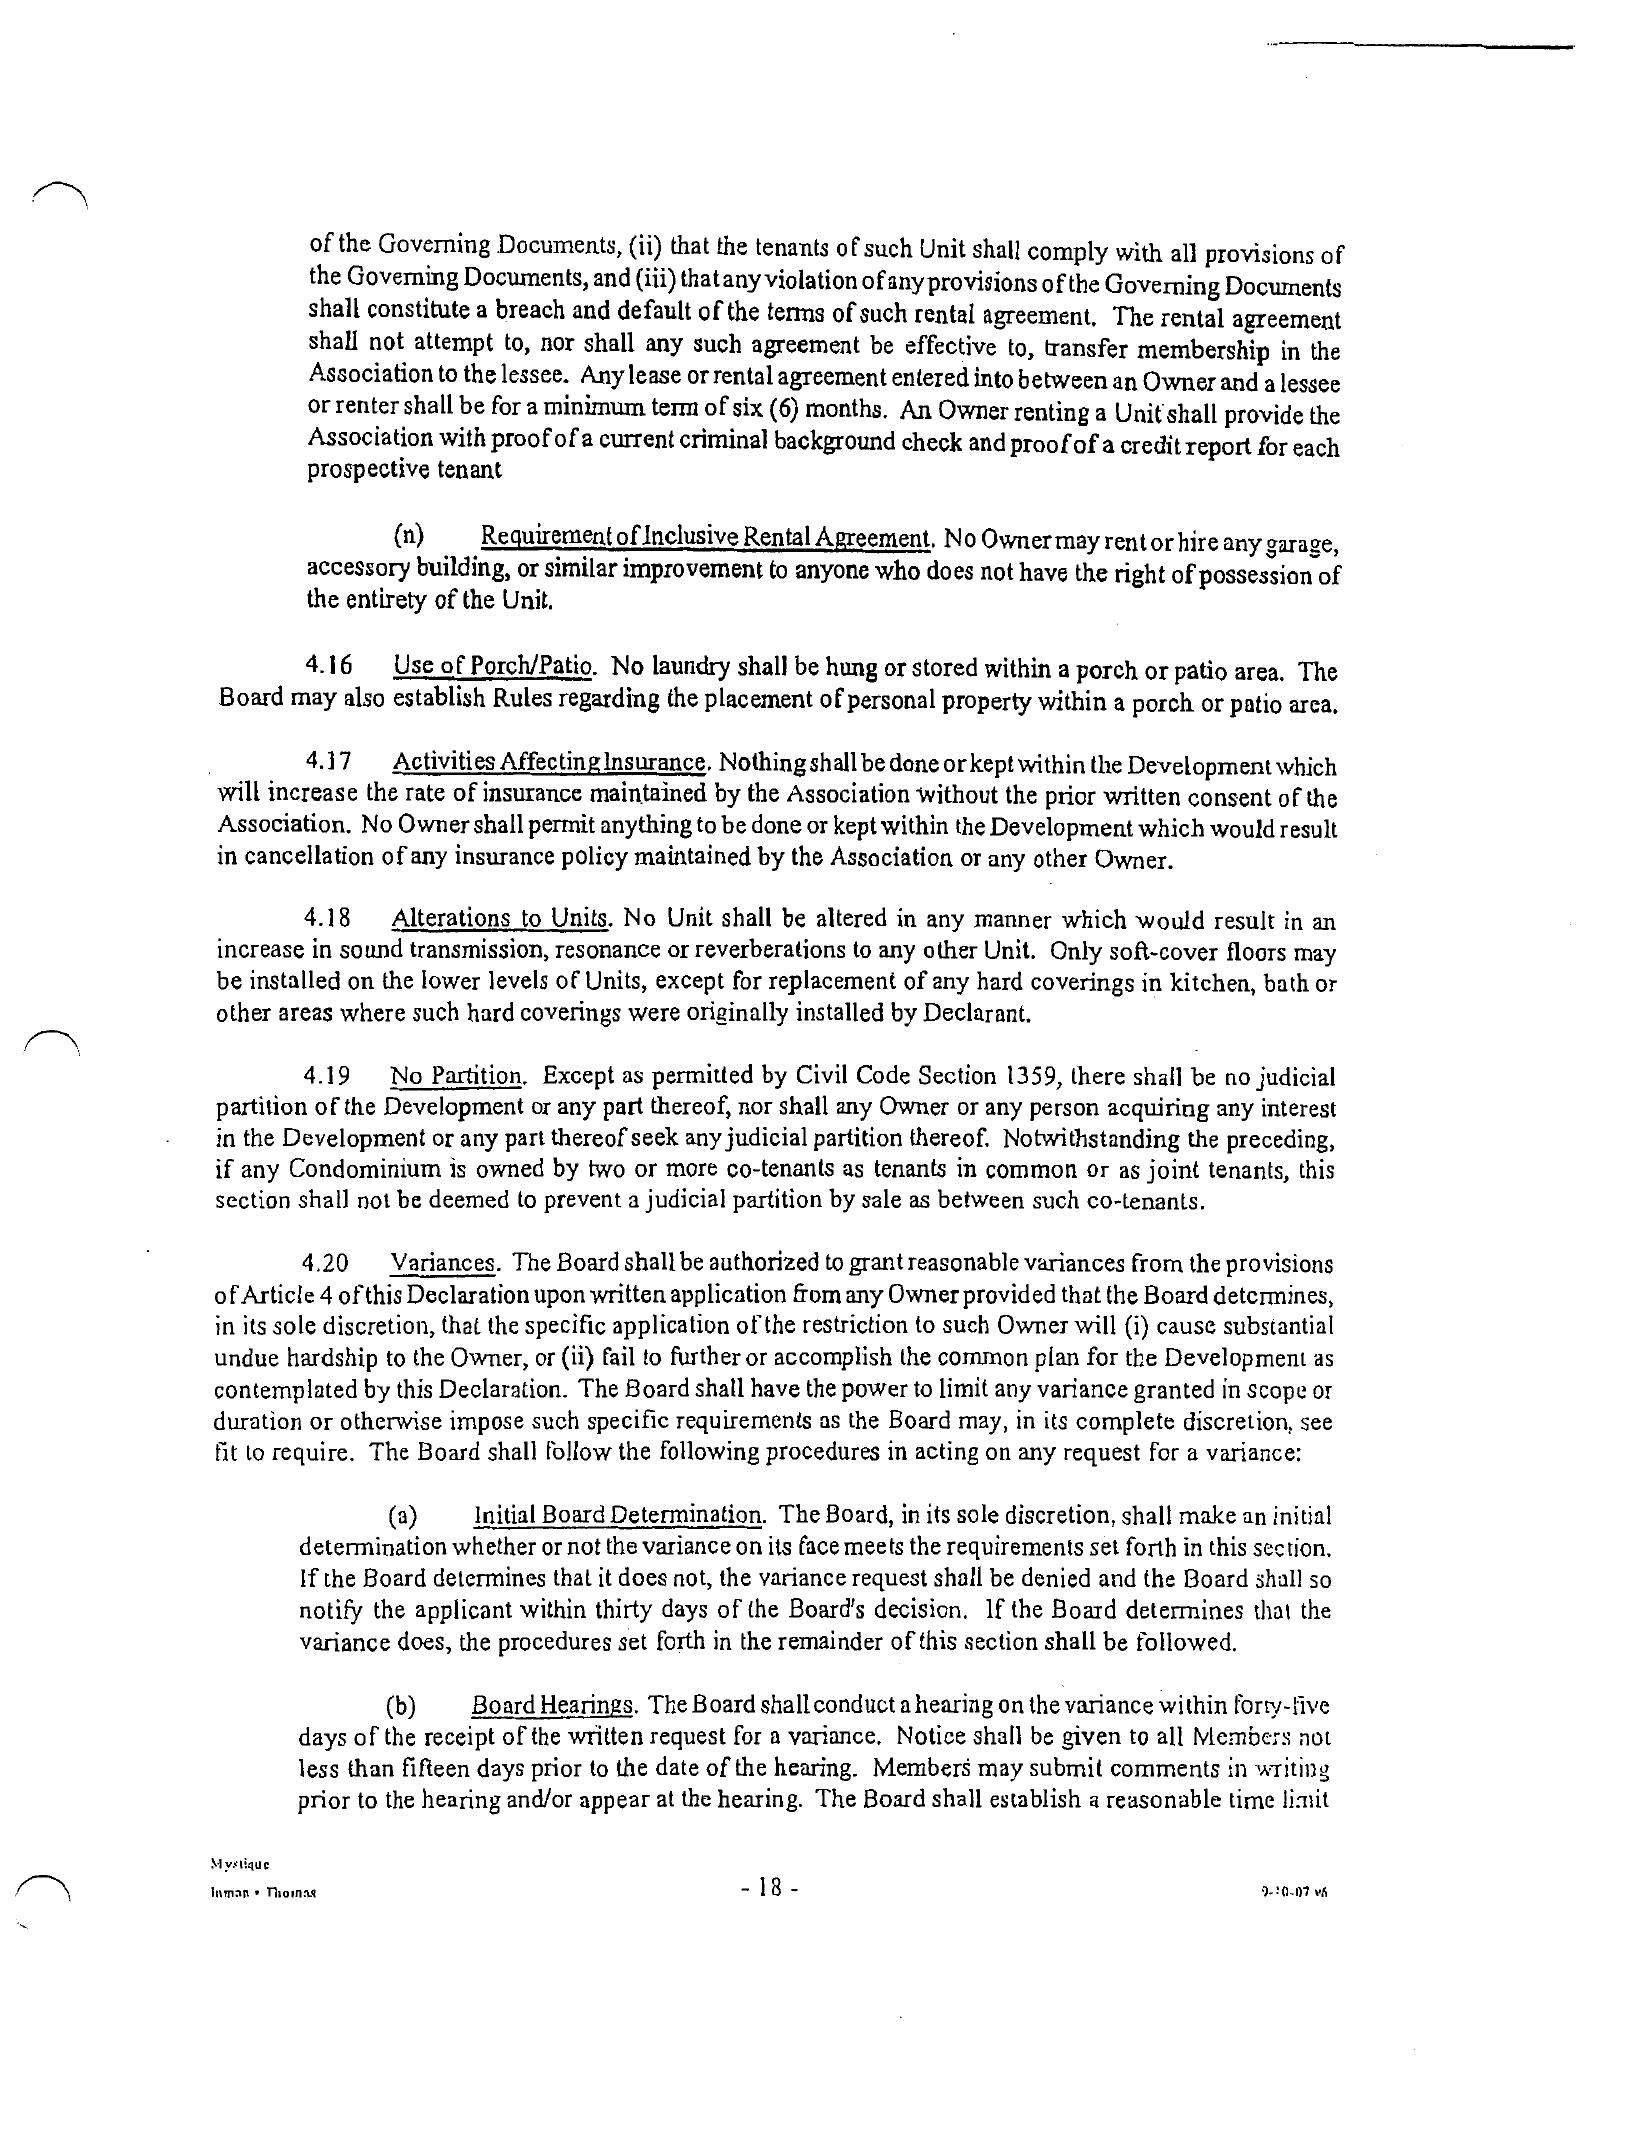 of the Governing Documents, (ii) that the tenants of such Unit shall comply with all provisions of
the Governing Documents, and (iii) that any violation of any provisions of the Governing Documents
shall constitute a breach and default of the terms of such rental agreement. The rental agreement
shall not attempt to, nor shall any such agreement be effective to, transfer membership in the
Association to the lessee. Any lease or rental agreement entered into between an Owner and a lessee
or renter shall be for a minimum term of six (6) months. An Owner renting a Unit shall provide the
Association with proof of a current criminal background check and proof of a credit report for each
prospective tenant
(n) Requirement of Inclusive Rental Agreement. No Owner may rent or hire any garage,
accessory building, or similar improvement to anyone who does not have the right of possession of
the entirety of the Unit.
4.16 Use of Porch/Patio. No laundry shall be hung or stored within a porch or patio area. The
Board may also establish Rules regarding the placement of personal property within a porch or patio area.
4.17 Activities Affecting Insurance. Nothing shall be done or kept within the Development which
will increase the rate of insurance maintained by the Association without the prior written consent of the
Association. No Owner shall permit anything to be done or kept within the Development which would result
in cancellation of any insurance policy maintained by the Association or any other Owner.
4.18 Alterations to Units. No Unit shall be altered in any manner which would result in an
increase in sound transmission, resonance or reverberations to any other Unit. Only soft-cover floors may
be installed on the lower levels of Units, except for replacement of any hard coverings in kitchen, bath or
other areas where such hard coverings were originally installed by Declarant.
4.19 No Partition. Except as permitted by Civil Code Section 1359, there shall be no judicial
partition of the Development or any part thereof, nor shall any Owner or any person acquiring any interest
in the Development or any part thereof seek any judicial partition thereof. Notwithstanding the preceding,
if any Condominium is owned by two or more co-tenants as tenants in common or as joint tenants, this
section shall not be deemed to prevent a judicial partition by sale as between such co-tenants.
4.20 Variances. The Board shall be authorized to grant reasonable variances from the provisions
of Article 4 of this Declaration upon written application from any Owner provided that the Board determines,
in its sole discretion, that the specific application of the restriction to such Owner will (i) cause substantial
undue hardship to the Owner, or (ii) fail to further or accomplish the common plan for the Development as
contemplated by this Declaration. The Board shall have the power to limit any variance granted in scope or
duration or otherwise impose such specific requirements as the Board may, in its complete discretion, see
fit to require. The Board shall follow the following procedures in acting on any request for a variance:
(a) Initial Board Determination. The Board, in its sole discretion, shall make an initial
determination whether or not the variance on its face meets the requirements set forth in this section.
If the Board determines that it does not, the variance request shall be denied and the Board shall so
notify the applicant within thirty days of the Board's decision. If the Board determines that the
variance does, the procedures set forth in the remainder of this section shall be followed.
(b) Board Hearings. The Board shall conduct a hearing on the variance within forty-five
days of the receipt of the written request for a variance. Notice shall be given to all Members not
less than fifteen days prior to the date of the hearing. Members may submit comments in writing
prior to the hearing and/or appear at the hearing. The Board shall establish a reasonable time limit
Mystique
Inman • Thomas
- 18 -
9-10-07 v6